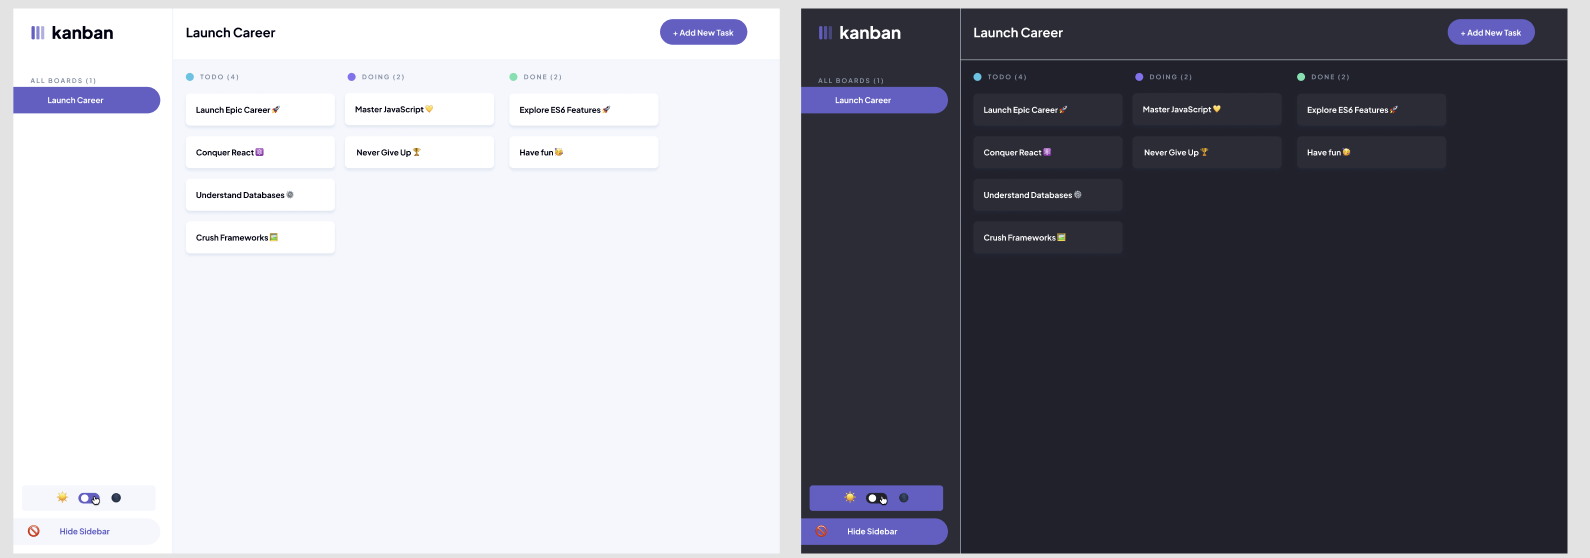 kanban
Launch Career
+ Add New Task
ALL BOARDS (1)
Launch Career
TODO (4)
DOING (2)
DONE (2)
Launch Epic Career 🚀
Master JavaScript 💛
Explore ES6 Features 🚀
Conquer React ⚛️
Never Give Up 🏆
Have fun 🥳
Understand Databases ⚙️
Crush Frameworks 🖼️
Hide Sidebar
kanban
Launch Career
+ Add New Task
ALL BOARDS (1)
Launch Career
TODO (4)
DOING (2)
DONE (2)
Launch Epic Career 🚀
Master JavaScript 💛
Explore ES6 Features 🚀
Conquer React ⚛️
Never Give Up 🏆
Have fun 🥳
Understand Databases ⚙️
Crush Frameworks 🖼️
Hide Sidebar